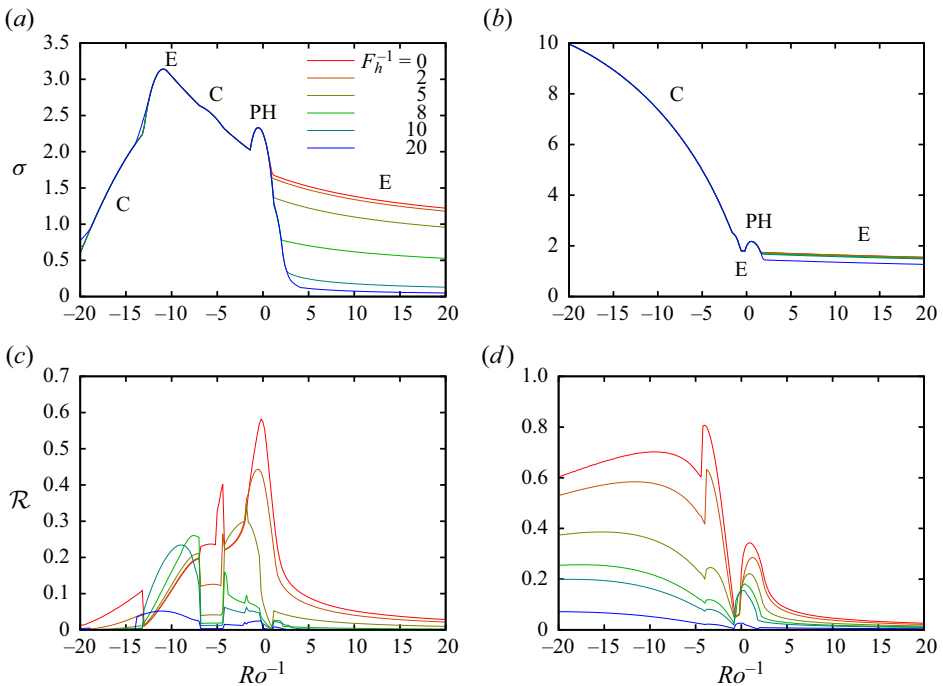 (a)
(b)
3.5
3.0
2.5
2.0
1.5
1.0
0.5
0
σ
E
C
C
PH
E
F_h^{-1} = 0
2
5
8
10
20
–20 –15 –10 –5 0 5 10 15 20
10
8
6
4
2
0
C
E
PH
E
–20 –15 –10 –5 0 5 10 15 20
(c)
(d)
0.7
0.6
0.5
0.4
0.3
0.2
0.1
0
ℛ
–20 –15 –10 –5 0 5 10 15 20
Ro^{-1}
1.0
0.8
0.6
0.4
0.2
0
–20 –15 –10 –5 0 5 10 15 20
Ro^{-1}